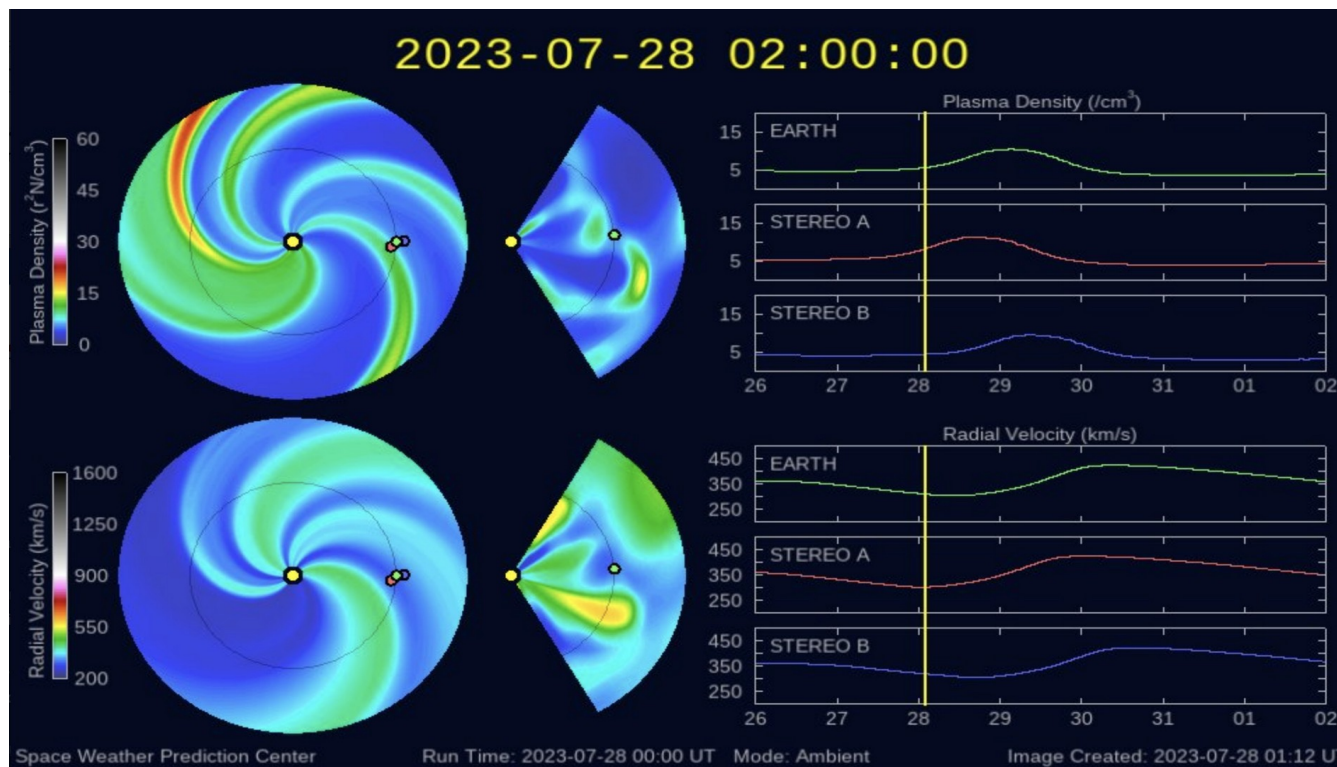 2023-07-28 02:00:00
Plasma Density (r²N/cm³)
60
45
30
15
0
Plasma Density (/cm³)
EARTH
15
5
STEREO A
15
5
STEREO B
15
5
26 27 28 29 30 31 01 02
Radial Velocity (km/s)
1600
1250
900
550
200
Radial Velocity (km/s)
EARTH
450
350
250
STEREO A
450
350
250
STEREO B
450
350
250
26 27 28 29 30 31 01 02
Space Weather Prediction Center Run Time: 2023-07-28 00:00 UT Mode: Ambient Image Created: 2023-07-28 01:12 U